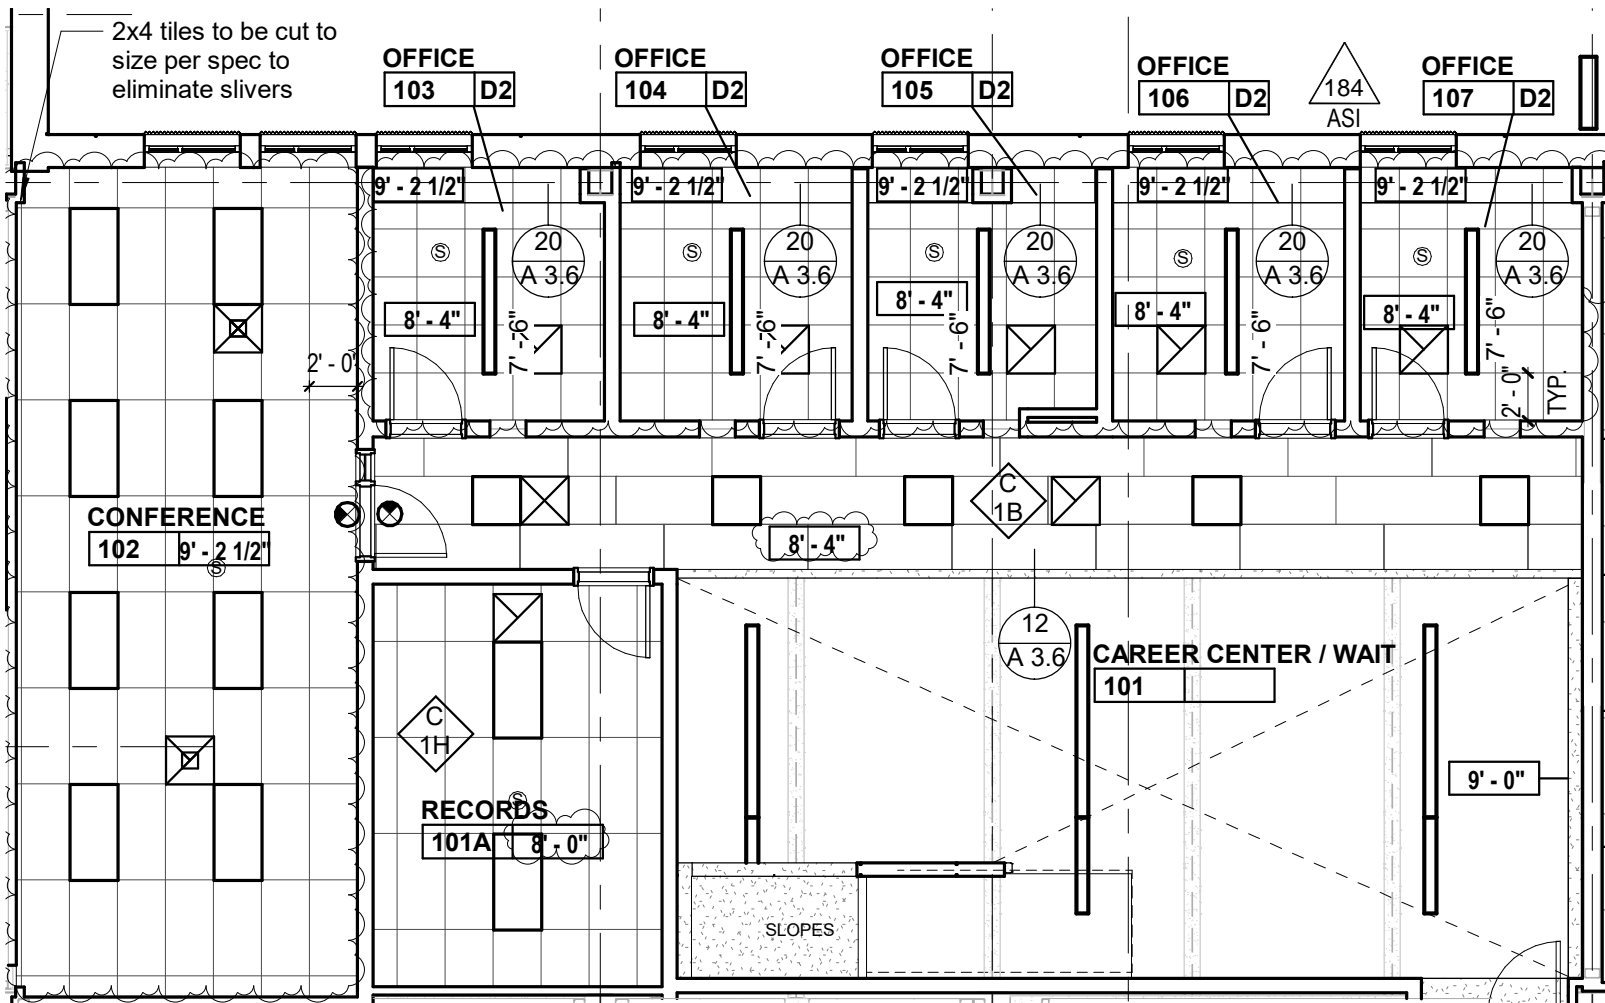 2x4 tiles to be cut to
size per spec to
eliminate slivers
OFFICE
103 D2
OFFICE
104 D2
OFFICE
105 D2
OFFICE
106 D2
184
ASI
OFFICE
107 D2
9' - 2 1/2"
9' - 2 1/2"
9' - 2 1/2"
9' - 2 1/2"
9' - 2 1/2"
S
20
A 3.6
S
20
A 3.6
S
20
A 3.6
S
20
A 3.6
S
20
A 3.6
8' - 4"
7' - 6"
8' - 4"
7' - 6"
8' - 4"
7' - 6"
8' - 4"
7' - 6"
8' - 4"
7' - 6"
2' - 0"
2' - 0"
TYP.
CONFERENCE
102 9' - 2 1/2"
S
C
1B
8' - 4"
12
A 3.6
CAREER CENTER / WAIT
101
C
1H
9' - 0"
S
RECORDS
101A 8' - 0"
SLOPES